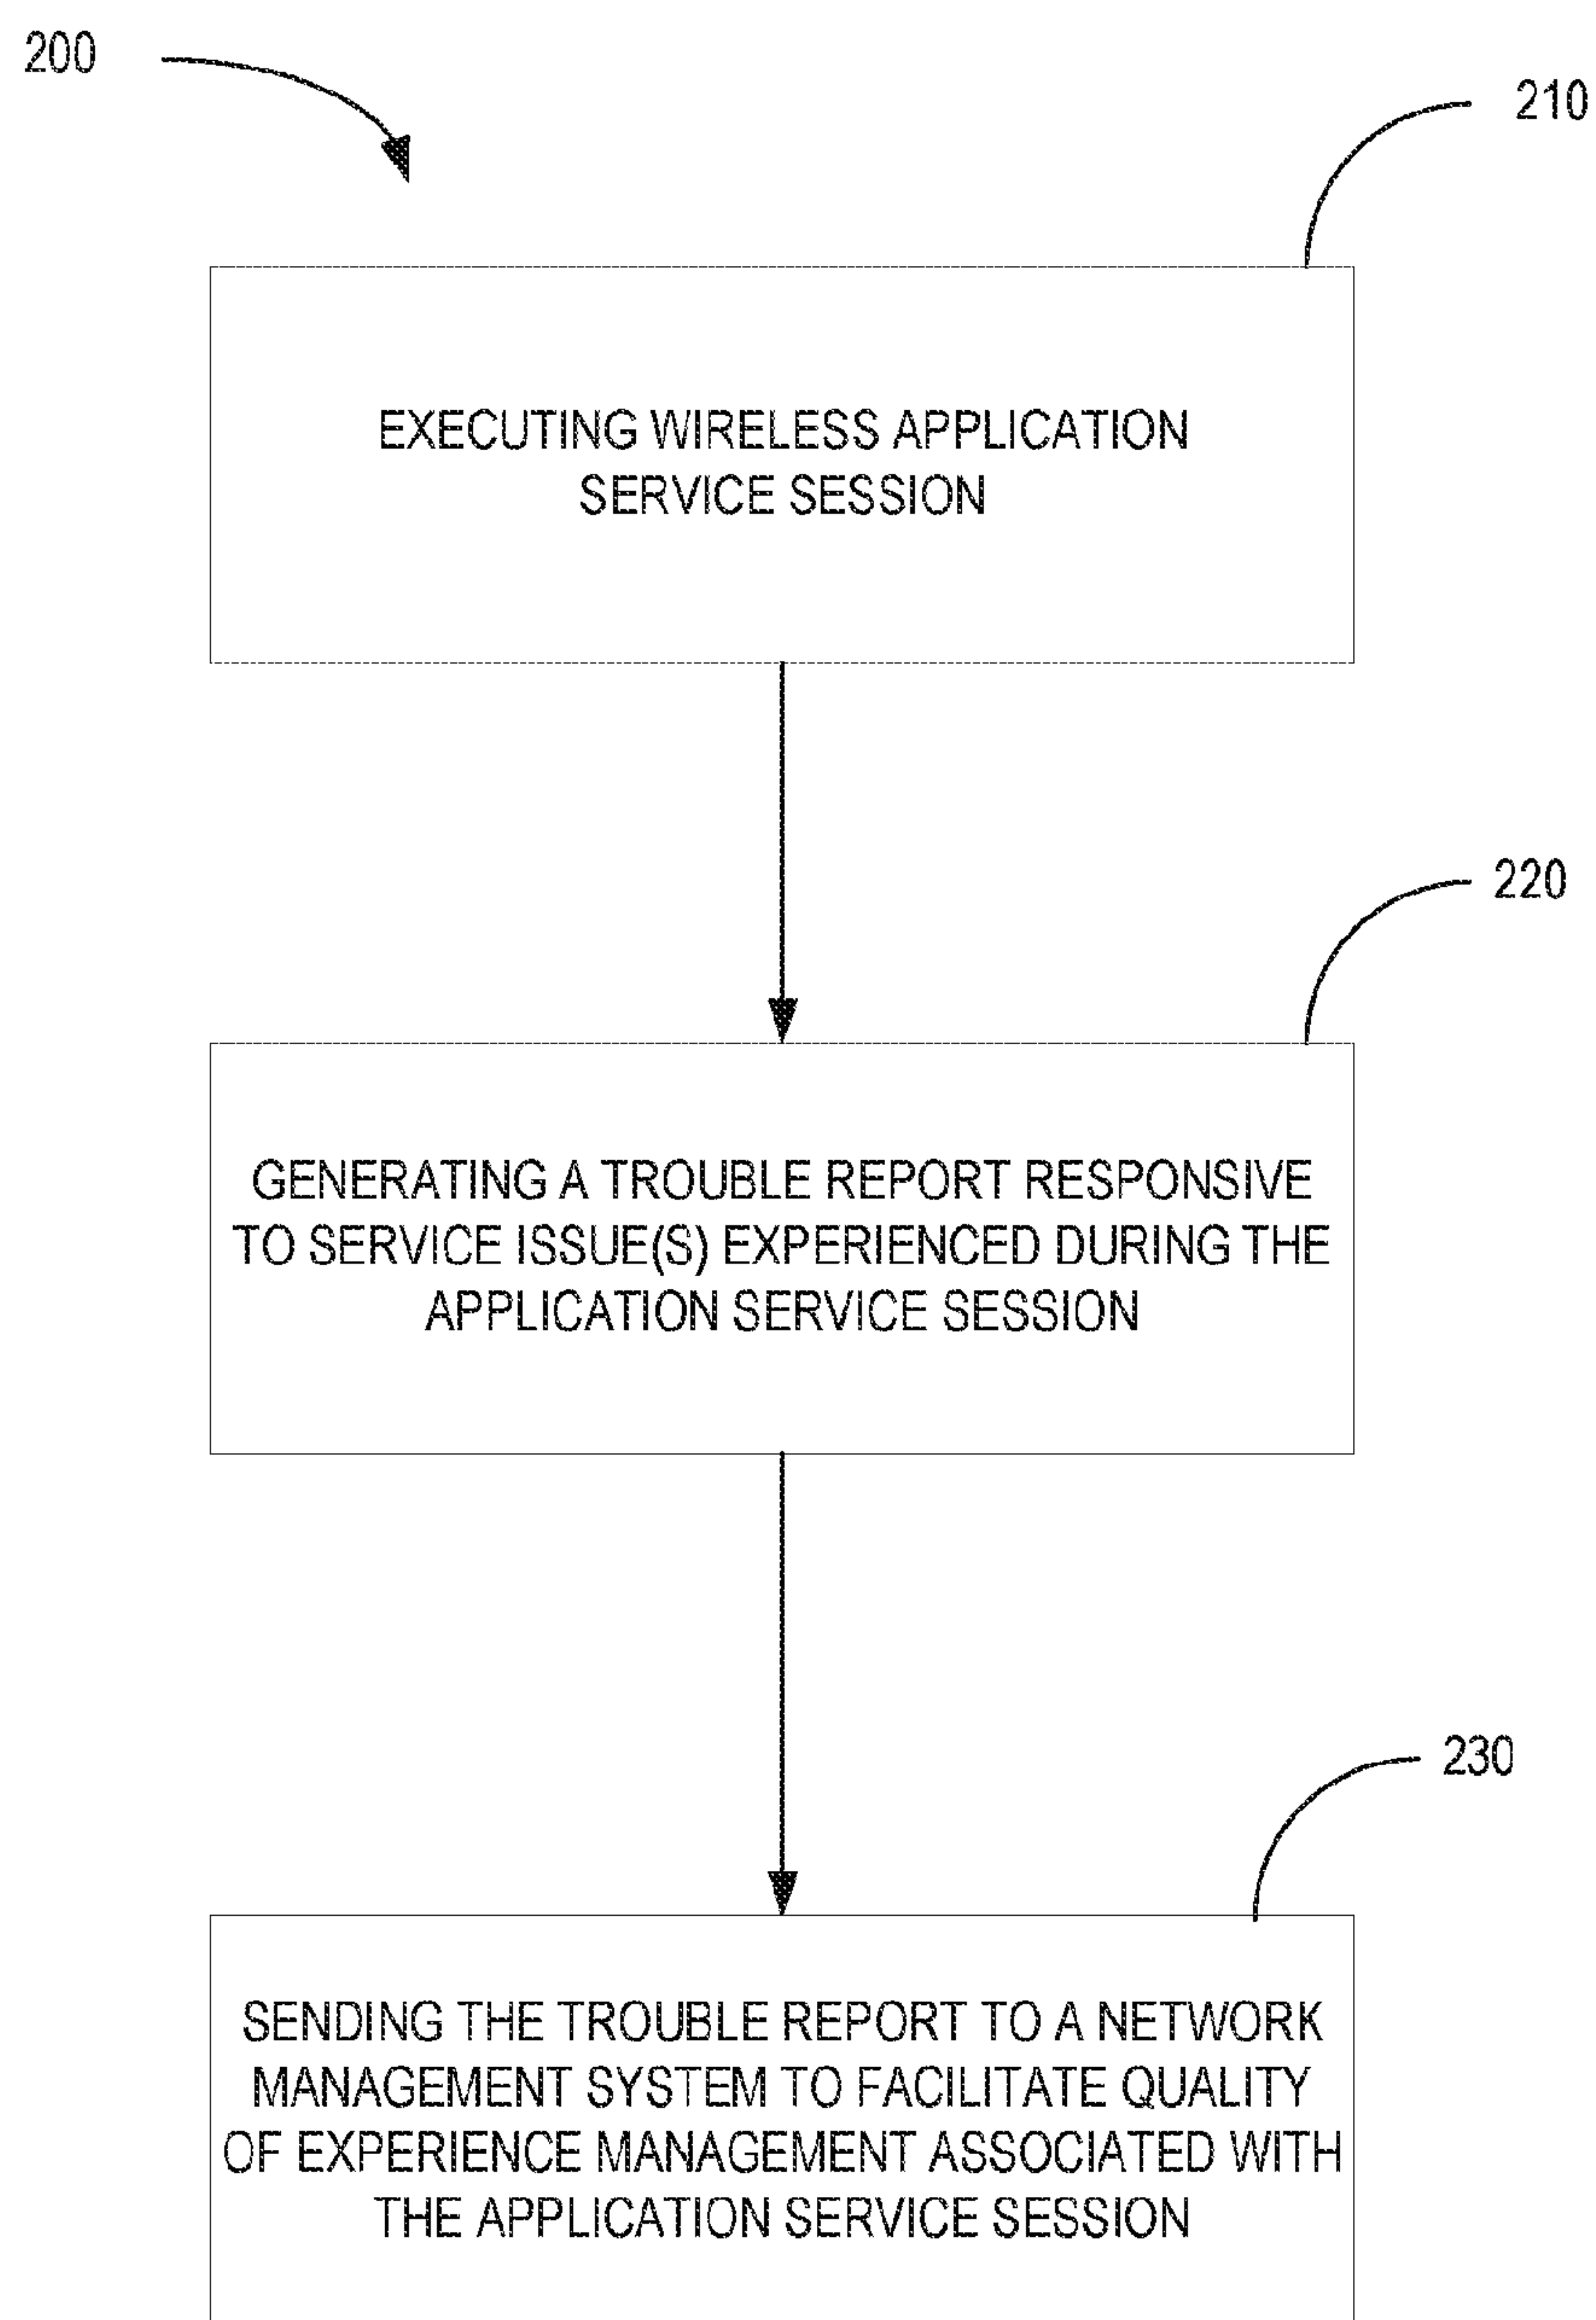 200
210
EXECUTING WIRELESS APPLICATION
SERVICE SESSION
220
GENERATING A TROUBLE REPORT RESPONSIVE
TO SERVICE ISSUE(S) EXPERIENCED DURING THE
APPLICATION SERVICE SESSION
230
SENDING THE TROUBLE REPORT TO A NETWORK
MANAGEMENT SYSTEM TO FACILITATE QUALITY
OF EXPERIENCE MANAGEMENT ASSOCIATED WITH
THE APPLICATION SERVICE SESSION